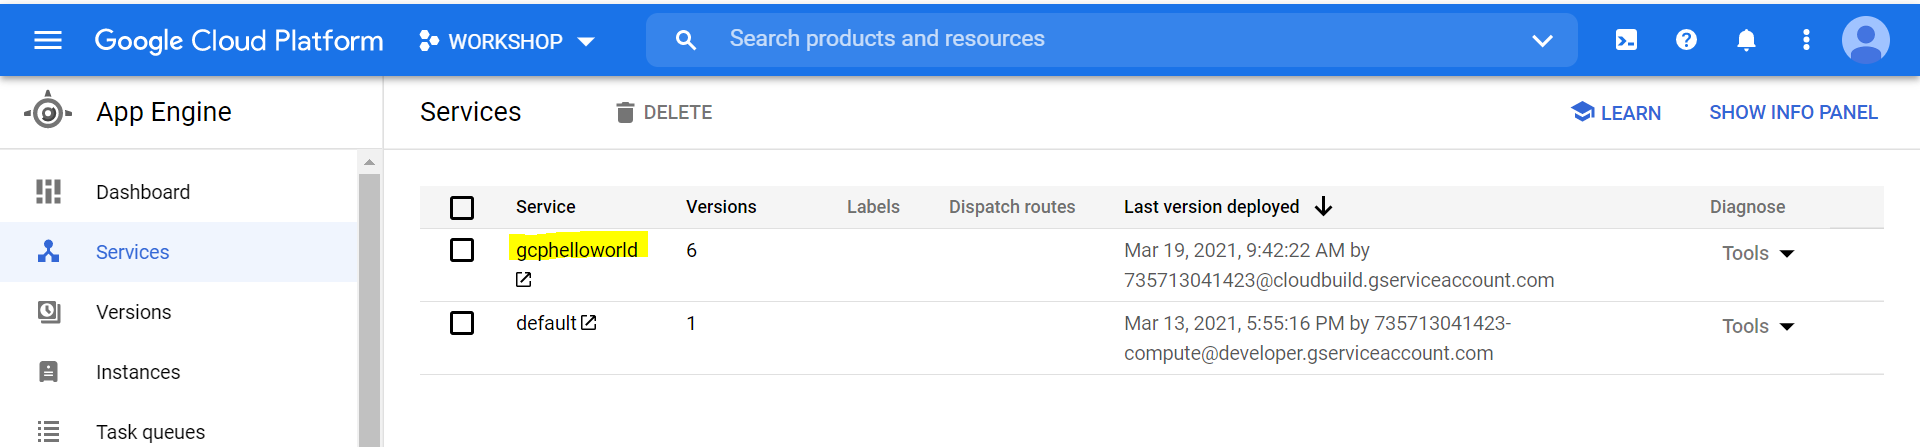 Google Cloud Platform WORKSHOP Search products and resources
App Engine
Services DELETE LEARN SHOW INFO PANEL
Dashboard
Services
Versions
Instances
Task queues
Service Versions Labels Dispatch routes Last version deployed Diagnose
gcphelloworld 6 Mar 19, 2021, 9:42:22 AM by Tools
735713041423@cloudbuild.gserviceaccount.com
default 1 Mar 13, 2021, 5:55:16 PM by 735713041423- Tools
compute@developer.gserviceaccount.com